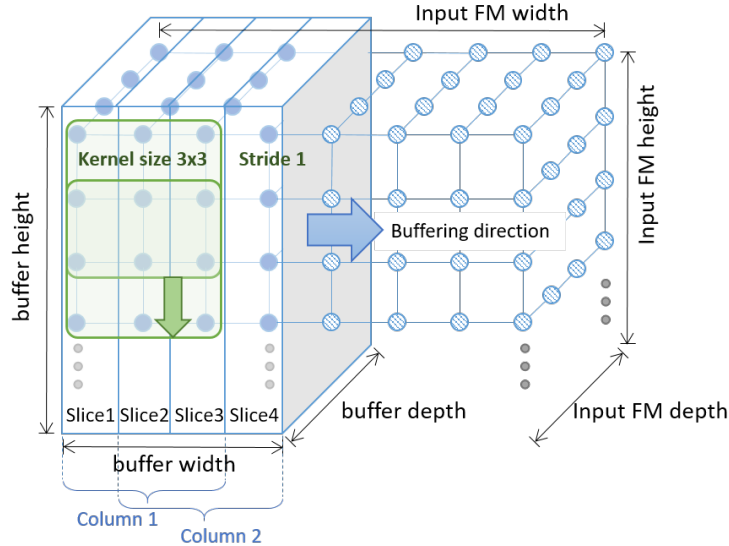 Input FM width
Kernel size 3x3
Stride 1
Input FM height
buffer height
Buffering direction
Slice1 Slice2 Slice3 Slice4
buffer depth
Input FM depth
buffer width
Column 1
Column 2